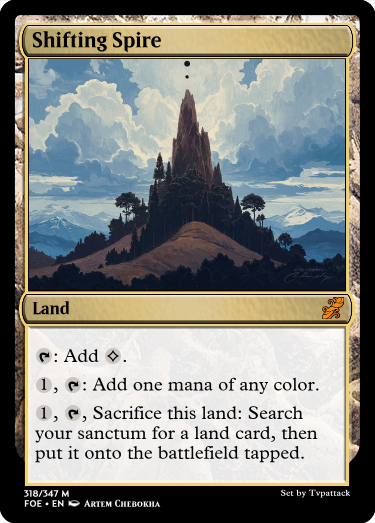 Shifting Spire
Land
: Add .
1, : Add one mana of any color.
1, , Sacrifice this land: Search
your sanctum for a land card, then
put it onto the battlefield tapped.
318/347 M
Set by Tvpattack
FOE • EN Artem Chebokha